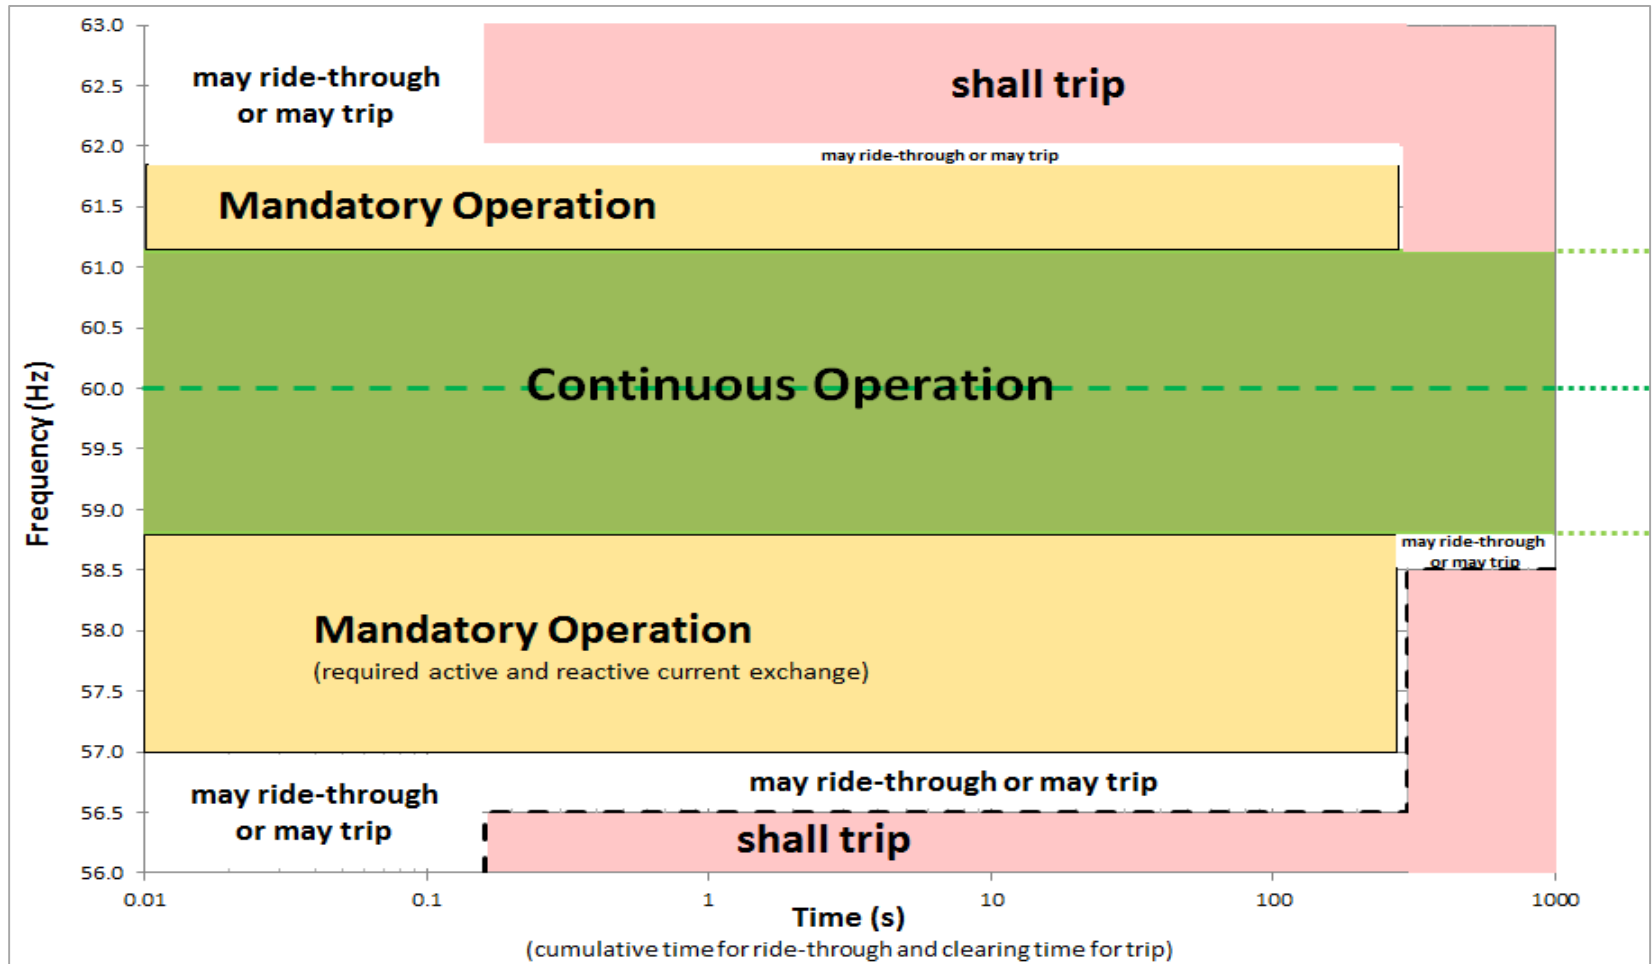 63.0
62.5
62.0
61.5
61.0
60.5
60.0
59.5
59.0
58.5
58.0
57.5
57.0
56.5
56.0
Frequency (Hz)
may ride-through
or may trip
shall trip
may ride-through or may trip
Mandatory Operation
Continuous Operation
may ride-through
or may trip
Mandatory Operation
(required active and reactive current exchange)
may ride-through or may trip
may ride-through
or may trip
shall trip
0.01
0.1
1
10
100
1000
Time (s)
(cumulative time for ride-through and clearing time for trip)